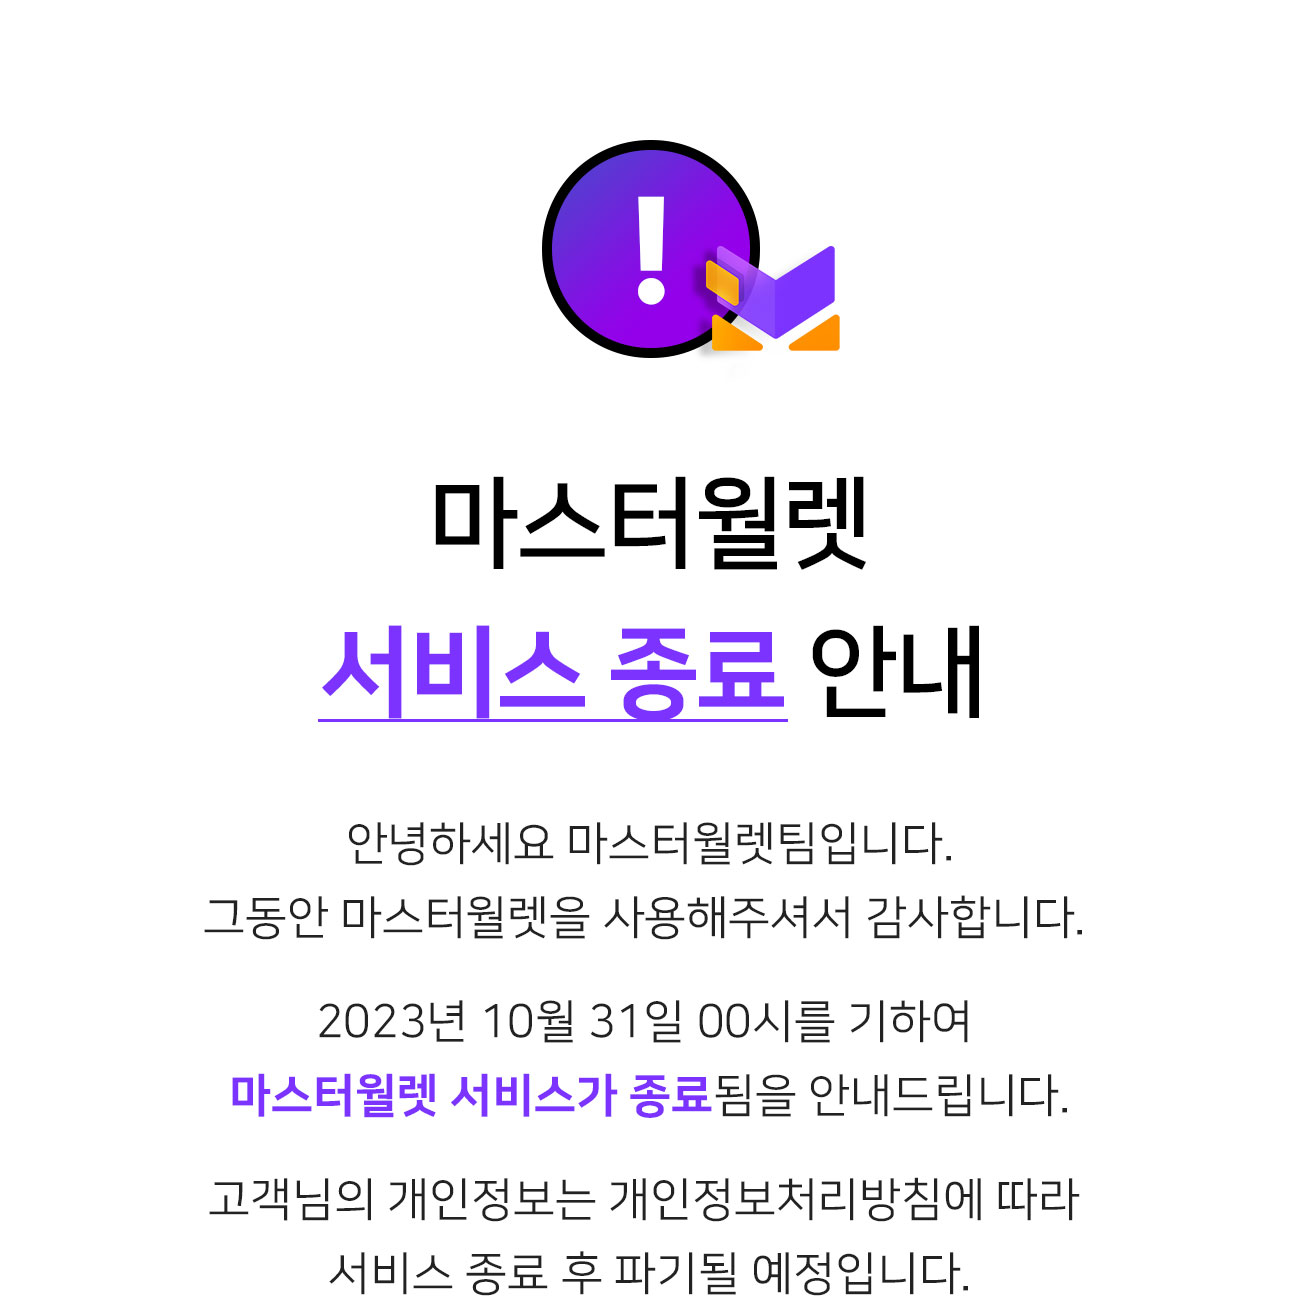 !
마스터월렛
서비스 종료 안내
안녕하세요 마스터월렛팀입니다.
그동안 마스터월렛을 사용해주셔서 감사합니다.
2023년 10월 31일 00시를 기하여
마스터월렛 서비스가 종료됨을 안내드립니다.
고객님의 개인정보는 개인정보처리방침에 따라
서비스 종료 후 파기될 예정입니다.